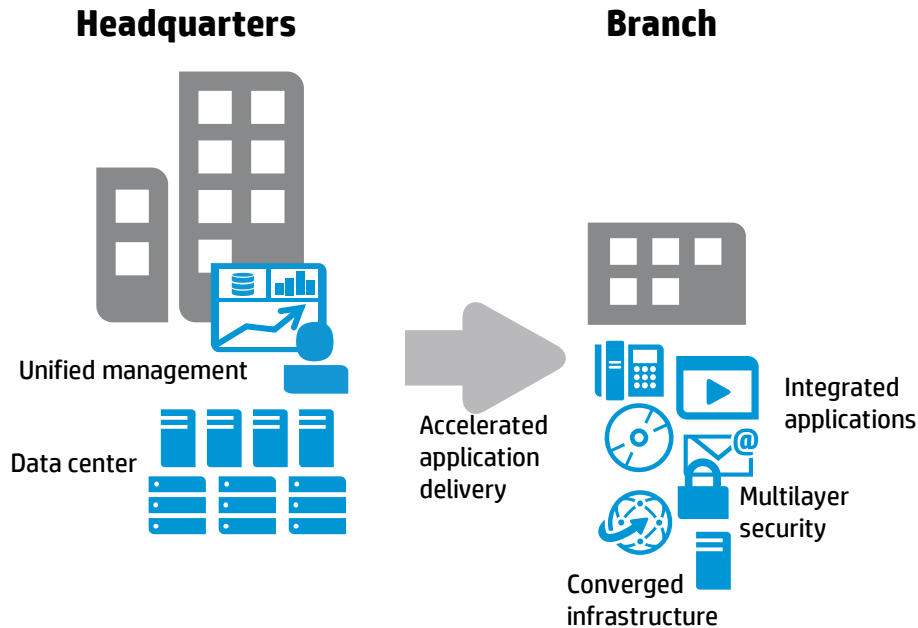 Headquarters
Branch
Unified management
Data center
Accelerated
application
delivery
Integrated
applications
@
Multilayer
security
Converged
infrastructure